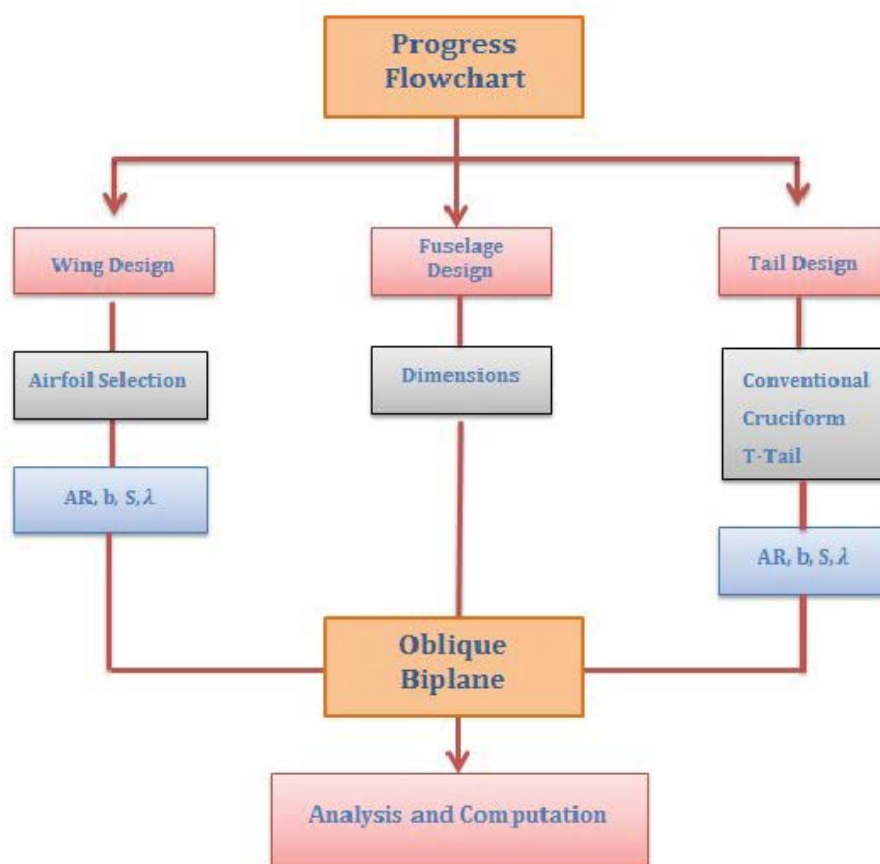 Progress
Flowchart
Wing Design
Fuselage
Design
Tail Design
Airfoil Selection
Dimensions
Conventional
Cruciform
T-Tail
AR, b, S, λ
AR, b, S, λ
Oblique
Biplane
Analysis and Computation